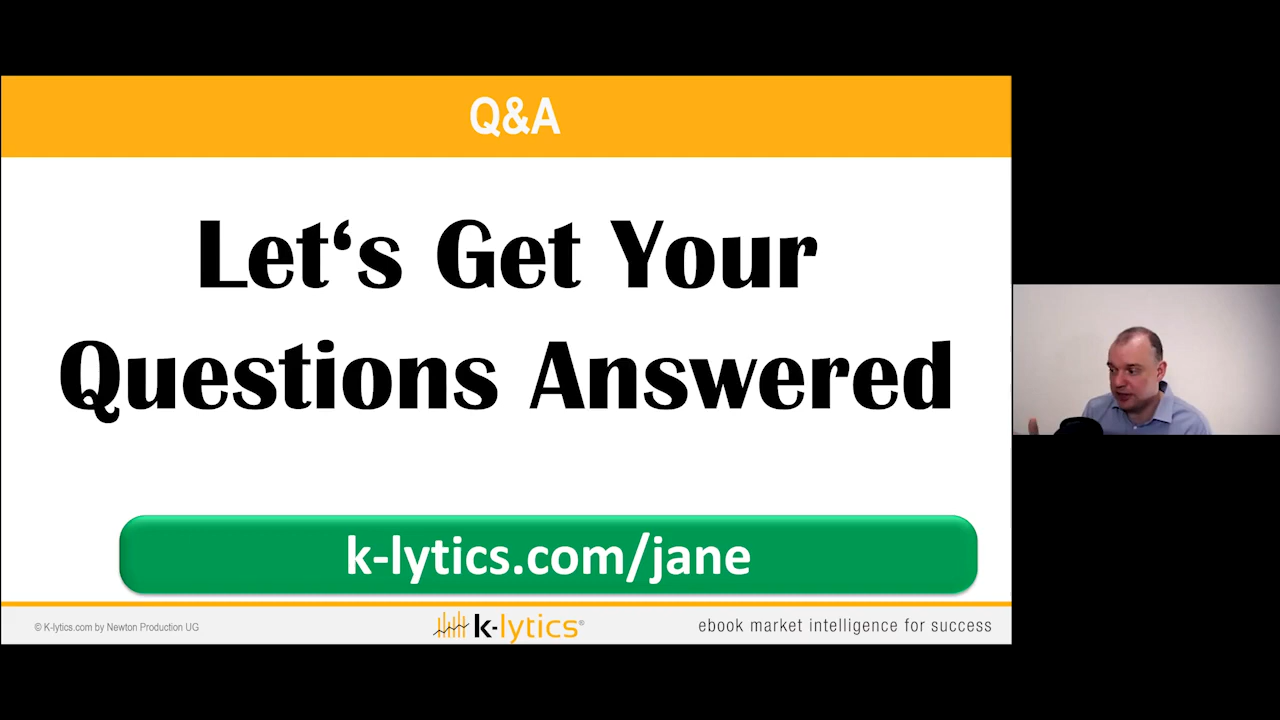 Q&A
Let‘s Get Your
Questions Answered
k-lytics.com/jane
© K-lytics.com by Newton Production UG
k-lytics®
ebook market intelligence for success